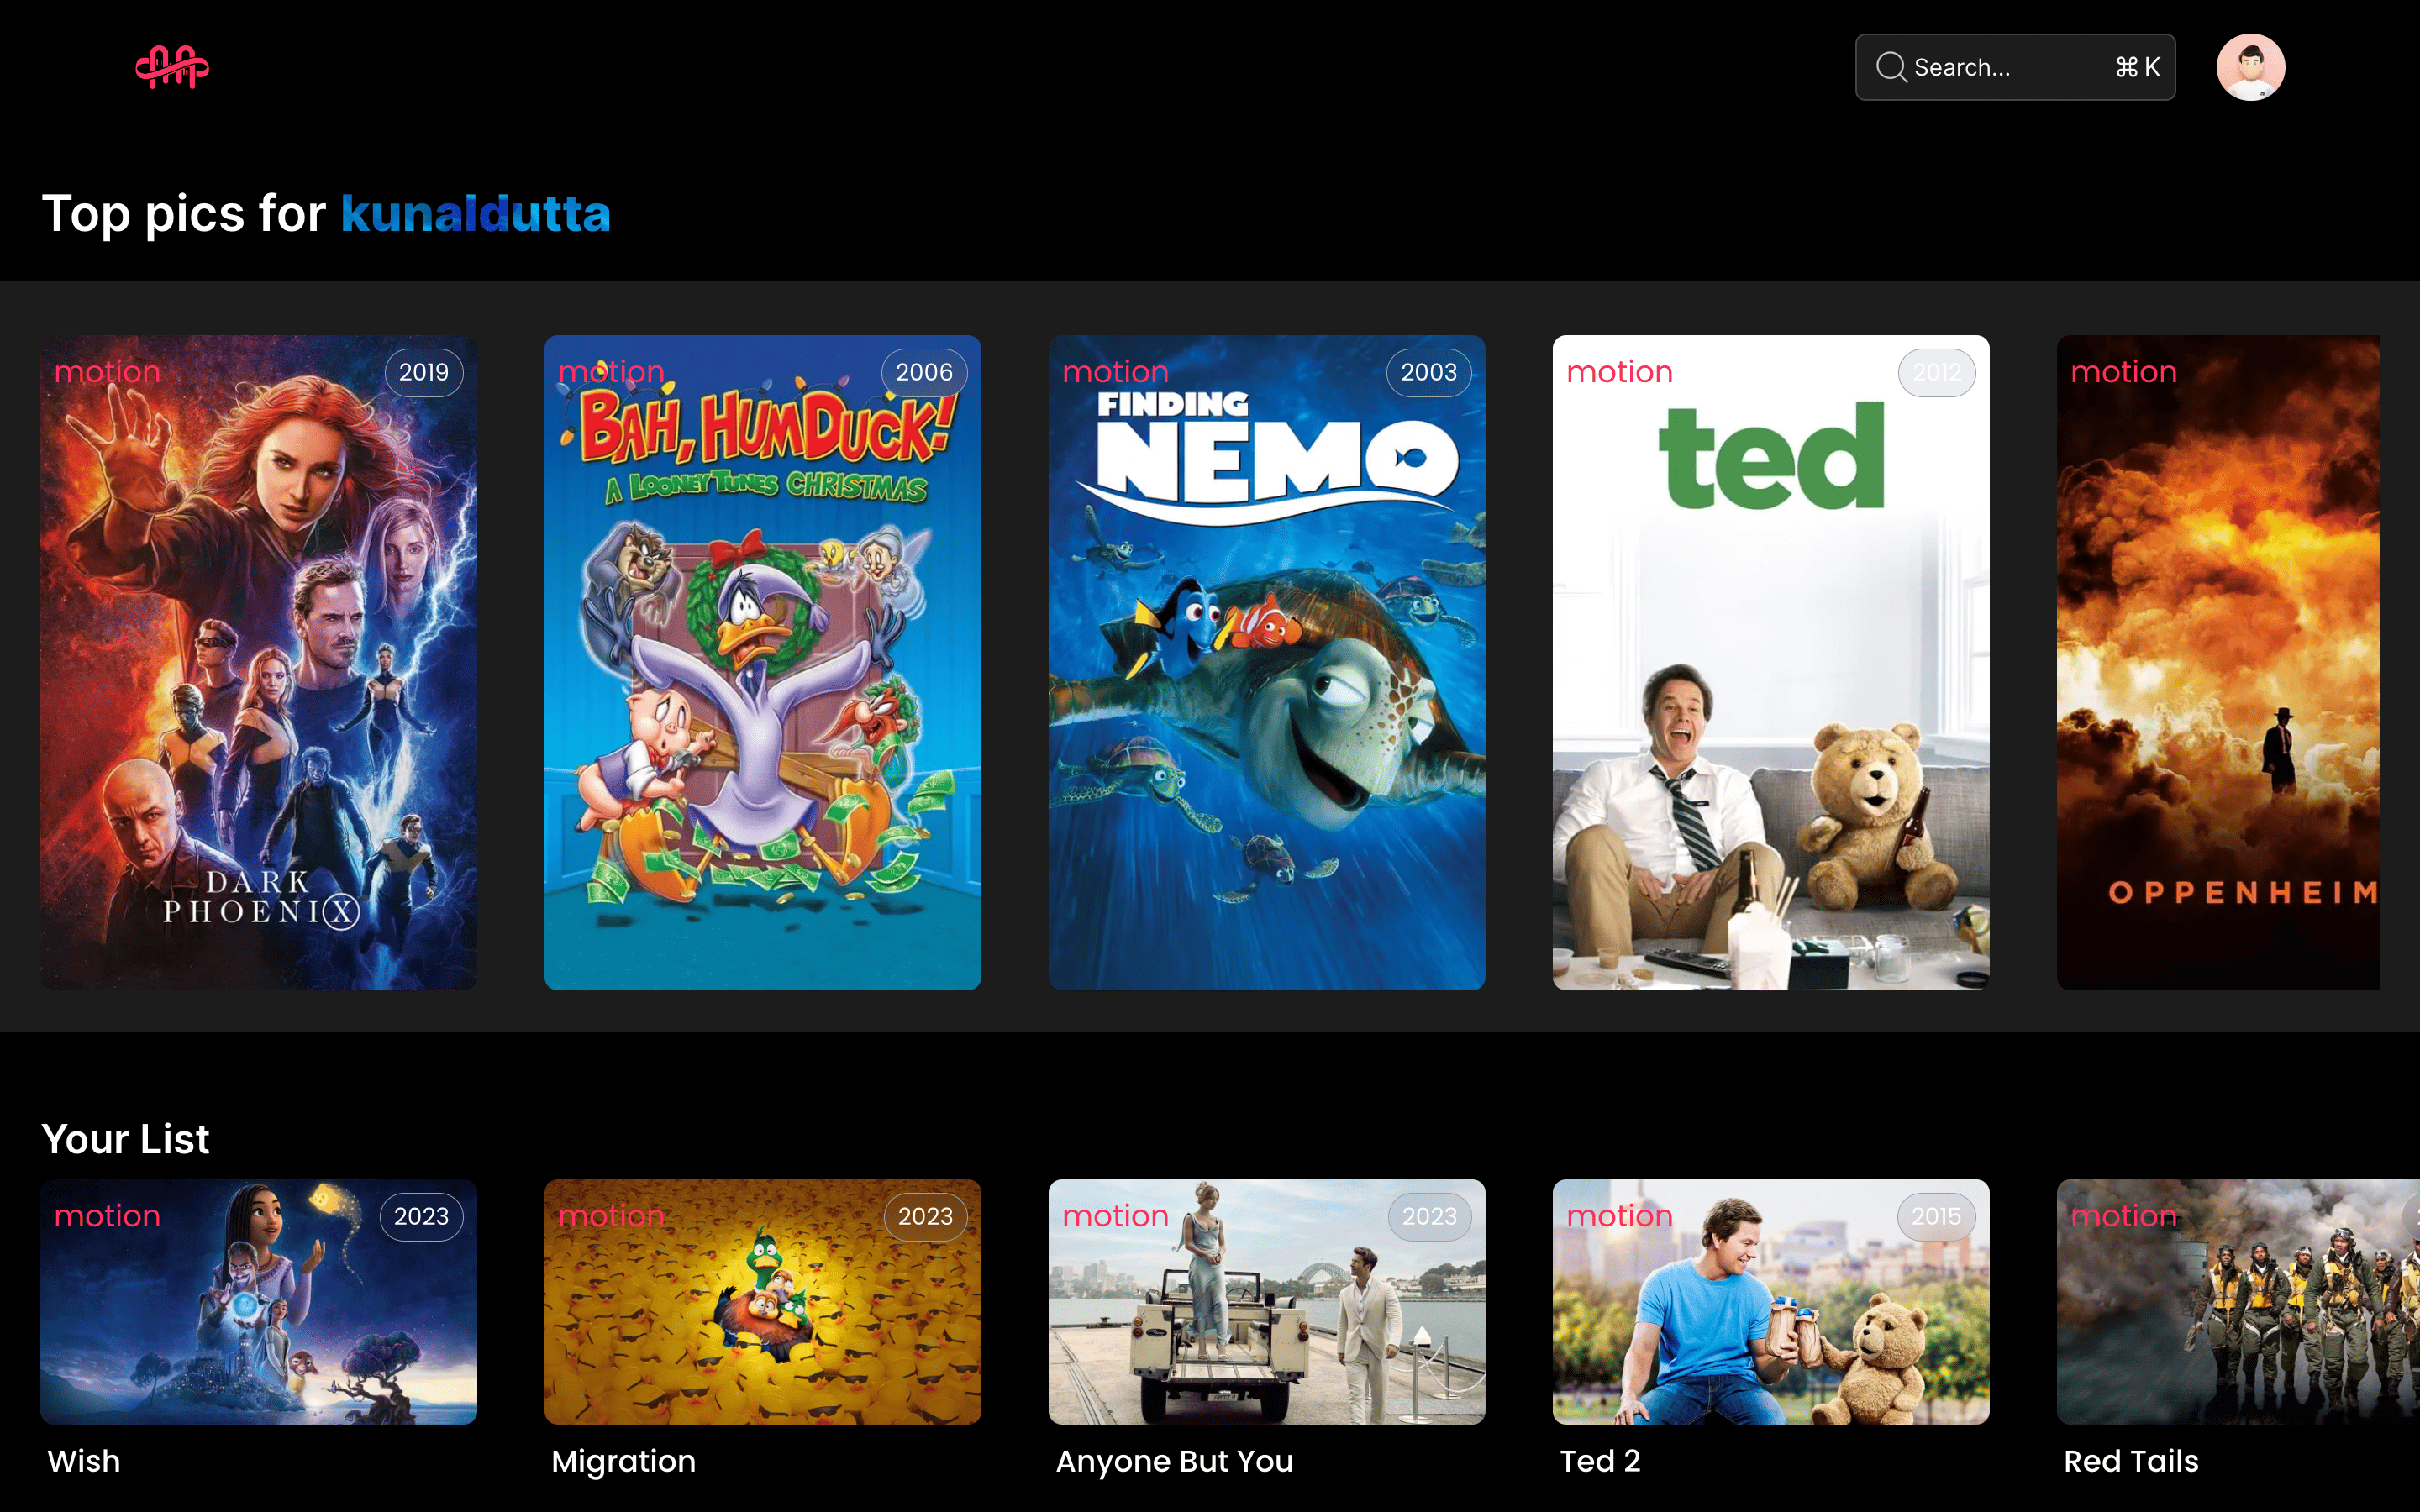 Search... ⌘ K
Top pics for kunaldutta
motion 2019
DARK
PHOENIX
motion 2006
BAH, HUMDUCK!
A LOONEY TUNES CHRISTMAS
motion 2003
FINDING
NEMO
motion 2012
ted
motion
OPPENHEIM
Your List
motion 2023
Wish
motion 2023
Migration
motion 2023
Anyone But You
motion 2015
Ted 2
motion
Red Tails